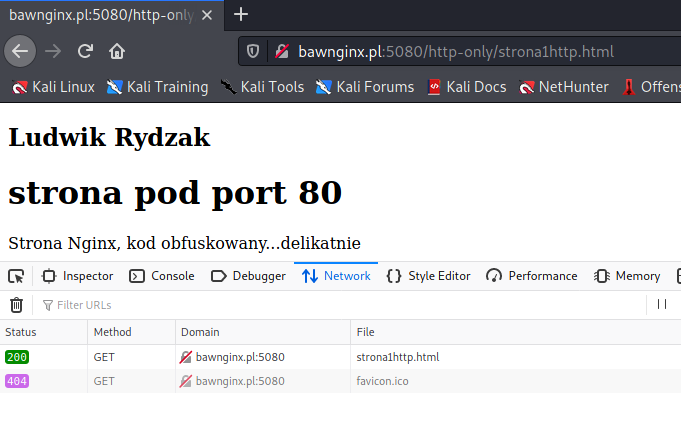 bawnginx.pl:5080/http-only
bawnginx.pl:5080/http-only/strona1http.html
Kali Linux Kali Training Kali Tools Kali Forums Kali Docs NetHunter Offens
Ludwik Rydzak
strona pod port 80
Strona Nginx, kod obfuskowany...delikatnie
Inspector Console Debugger Network Style Editor Performance Memory
Filter URLs
Status Method Domain File
200 GET bawnginx.pl:5080 strona1http.html
404 GET bawnginx.pl:5080 favicon.ico